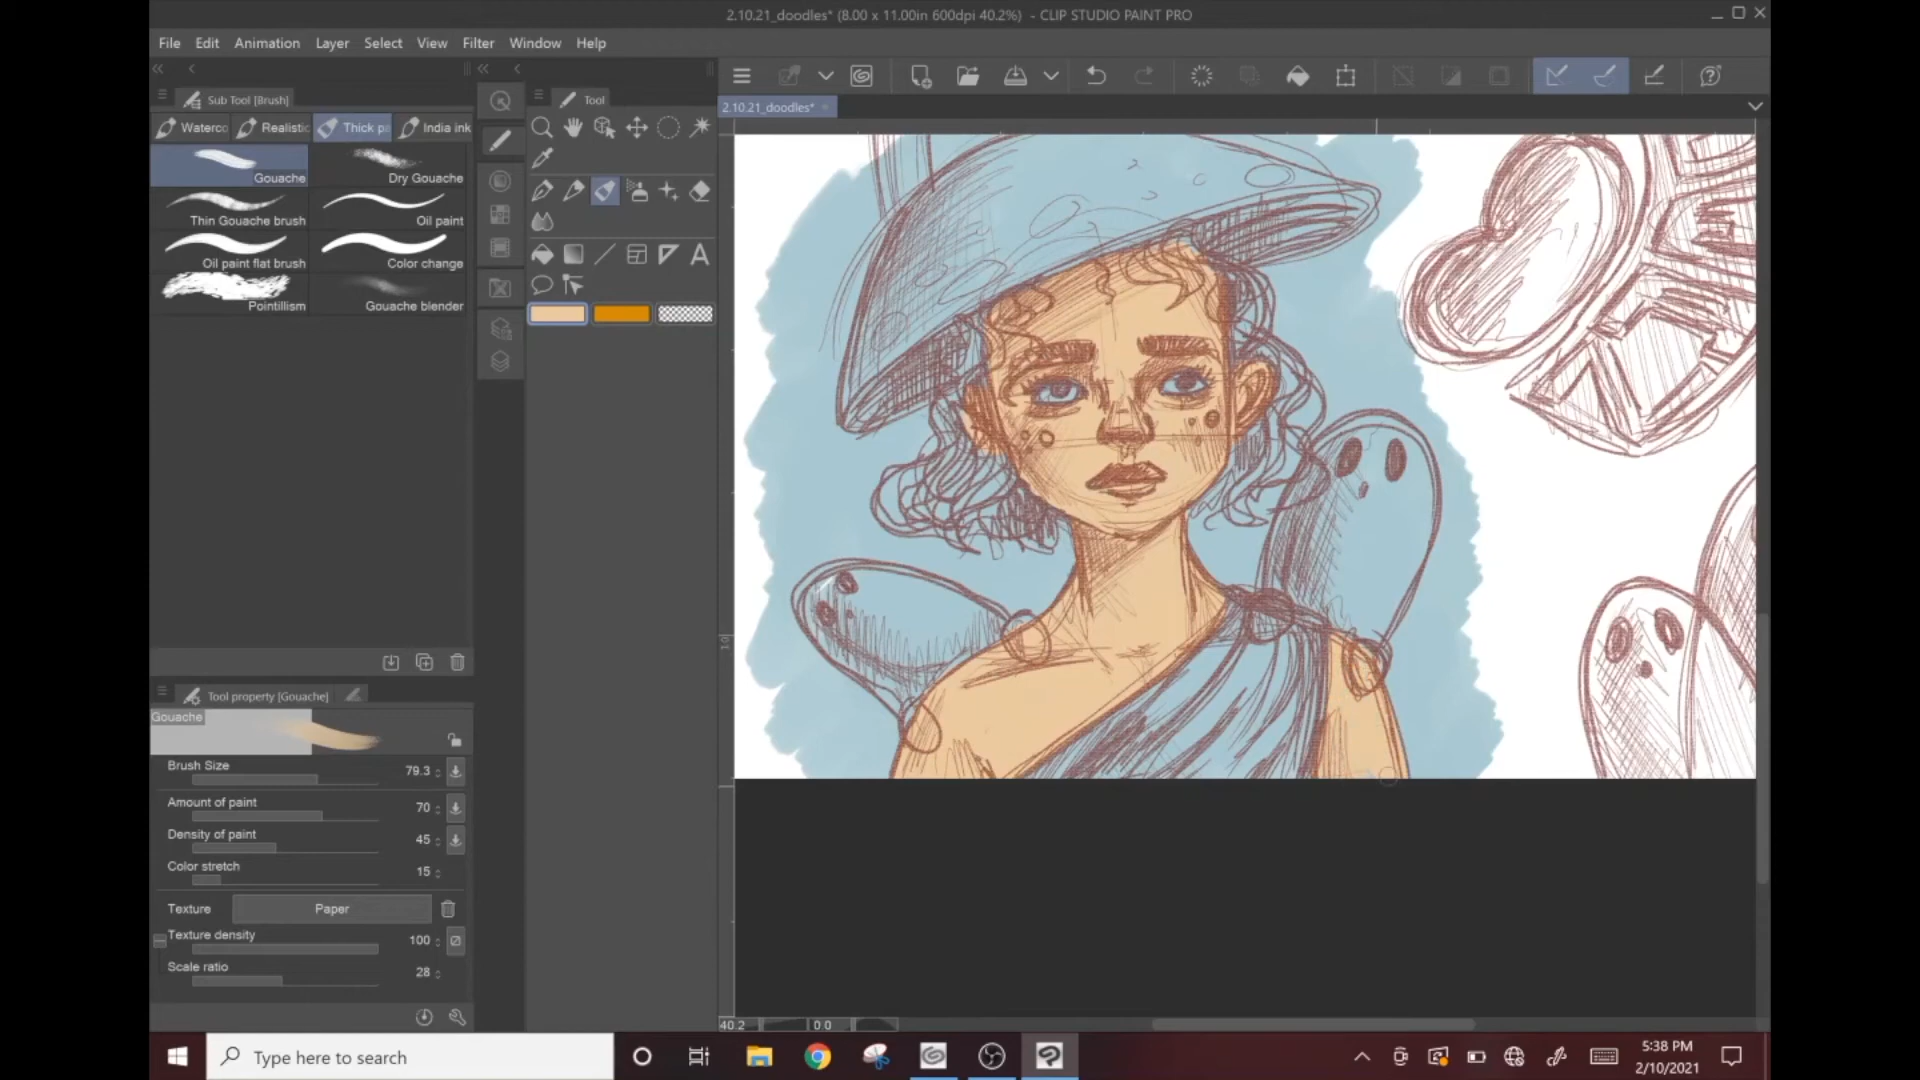 2.10.21_doodles* (8.00 x 11.00in 600dpi 40.2%) - CLIP STUDIO PAINT PRO
File Edit Animation Layer Select View Filter Window Help
Sub Tool [Brush]
Tool
2.10.21_doodles*
Waterco Realistic Thick pa India ink
Gouache Dry Gouache
Thin Gouache brush Oil paint
Oil paint flat brush Color change
Pointillism Gouache blender
Tool property [Gouache]
Gouache
Brush Size 79.3
Amount of paint 70
Density of paint 45
Color stretch 15
Texture Paper
Texture density 100
Scale ratio 28
40.2 0.0
Type here to search
5:38 PM
2/10/2021